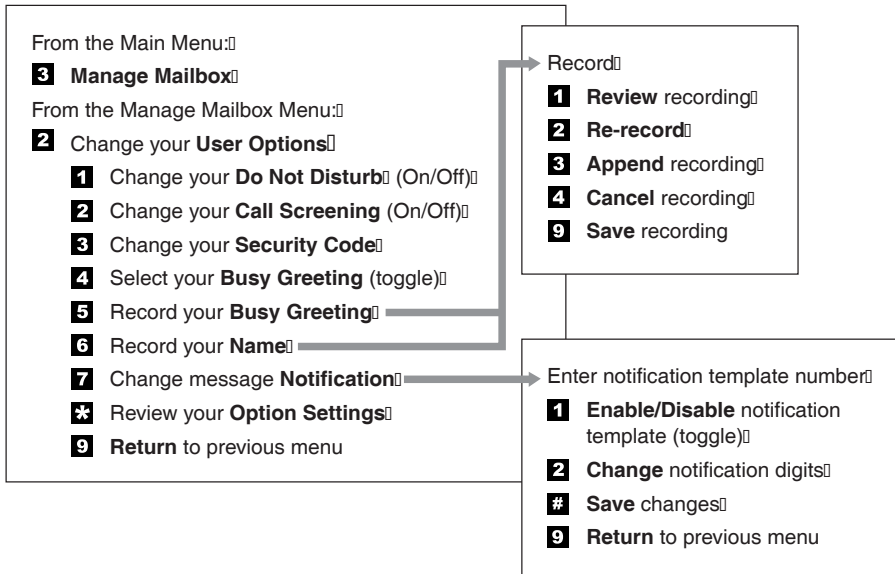 From the Main Menu:
3 Manage Mailbox
From the Manage Mailbox Menu:
2 Change your User Options
1 Change your Do Not Disturb (On/Off)
2 Change your Call Screening (On/Off)
3 Change your Security Code
4 Select your Busy Greeting (toggle)
5 Record your Busy Greeting
6 Record your Name
7 Change message Notification
* Review your Option Settings
9 Return to previous menu
Record
1 Review recording
2 Re-record
3 Append recording
4 Cancel recording
9 Save recording
Enter notification template number
1 Enable/Disable notification
template (toggle)
2 Change notification digits
# Save changes
9 Return to previous menu